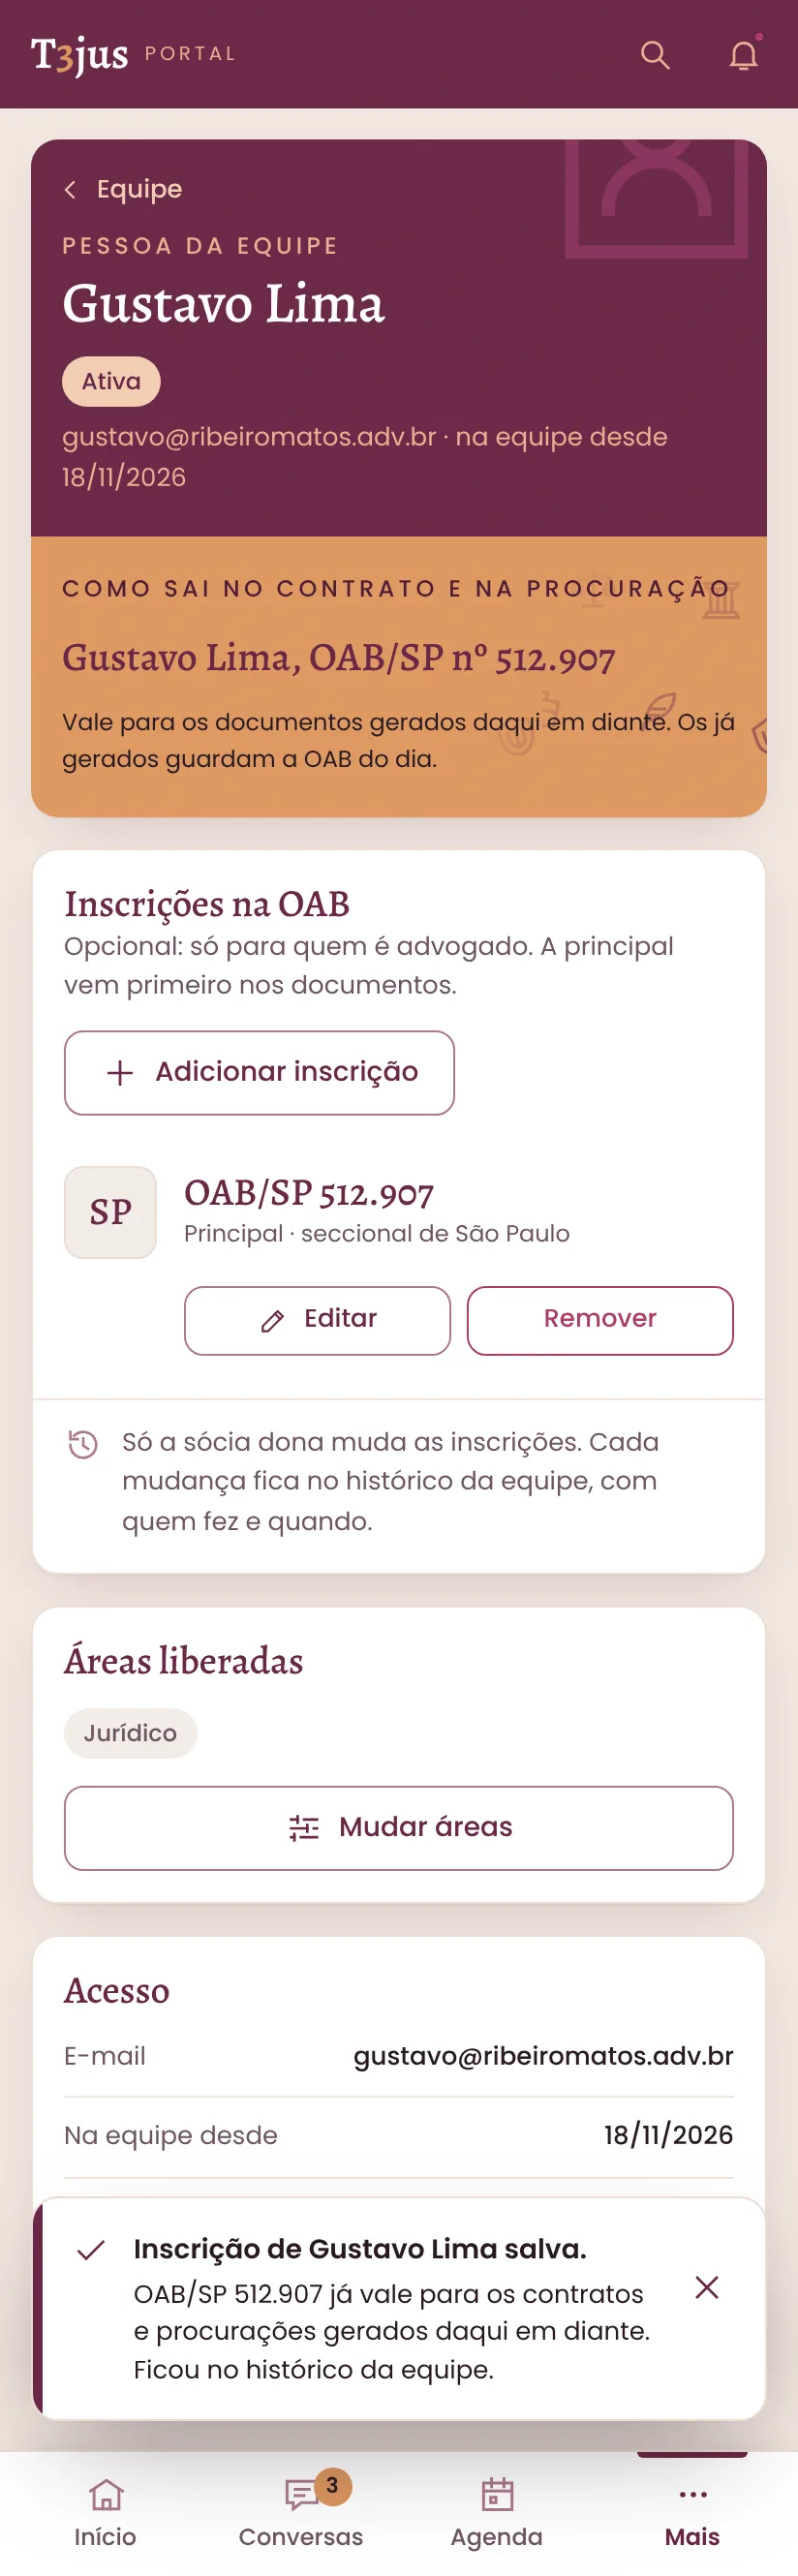 T3jus PORTAL
Equipe
PESSOA DA EQUIPE
Gustavo Lima
Ativa
gustavo@ribeiromatos.adv.br · na equipe desde
18/11/2026
COMO SAI NO CONTRATO E NA PROCURAÇÃO
Gustavo Lima, OAB/SP nº 512.907
Vale para os documentos gerados daqui em diante. Os já
gerados guardam a OAB do dia.
Inscrições na OAB
Opcional: só para quem é advogado. A principal
vem primeiro nos documentos.
Adicionar inscrição
SP
OAB/SP 512.907
Principal · seccional de São Paulo
Editar
Remover
Só a sócia dona muda as inscrições. Cada
mudança fica no histórico da equipe, com
quem fez e quando.
Áreas liberadas
Jurídico
Mudar áreas
Acesso
E-mail gustavo@ribeiromatos.adv.br
Na equipe desde 18/11/2026
Inscrição de Gustavo Lima salva.
OAB/SP 512.907 já vale para os contratos
e procurações gerados daqui em diante.
Ficou no histórico da equipe.
3
Início Conversas Agenda Mais